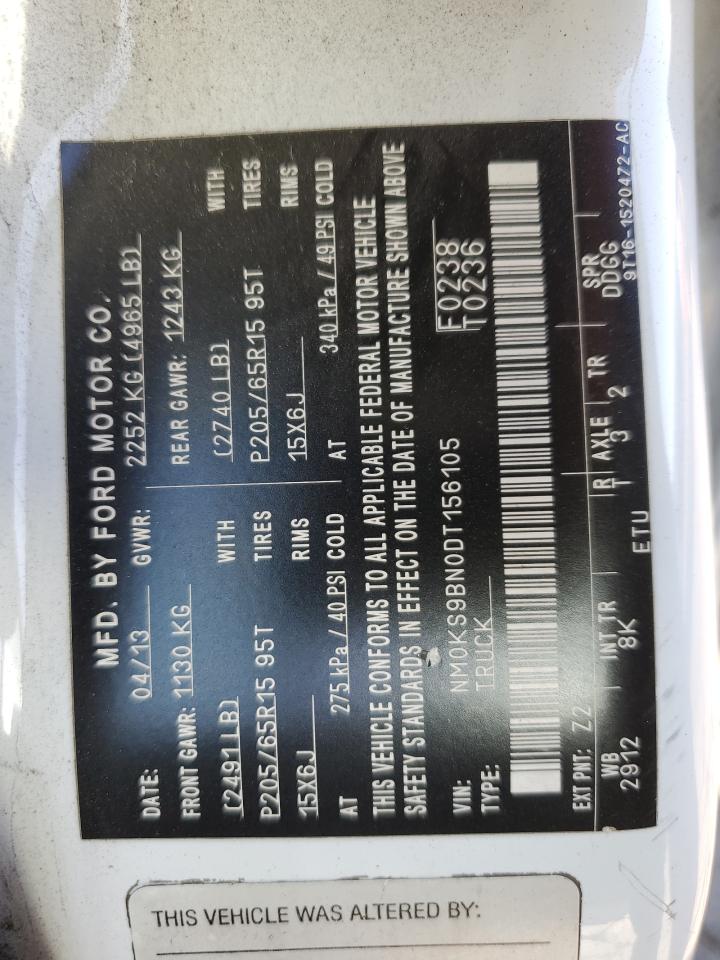 MFD. BY FORD MOTOR CO.
DATE: 04/13 GVWR: 2252 KG (4965 LB)
FRONT GAWR: 1130 KG REAR GAWR: 1243 KG
(2491LB) WITH (2740 LB) WITH
P205/65R15 95T TIRES P205/65R15 95T TIRES
15X6J RIMS 15X6J RIMS
AT 275 kPa / 40 PSI COLD AT 340 kPa / 49 PSI COLD
THIS VEHICLE CONFORMS TO ALL APPLICABLE FEDERAL MOTOR VEHICLE
SAFETY STANDARDS IN EFFECT ON THE DATE OF MANUFACTURE SHOWN ABOVE
VIN: NM0KS9BN0DT156105 F0238
TYPE: TRUCK T0236
EXT PNT: Z2 R AXLE TR SPR
WB INT TR T 3 2 DDGG
2912 8K ETU 9T16-1520472-AC
THIS VEHICLE WAS ALTERED BY: